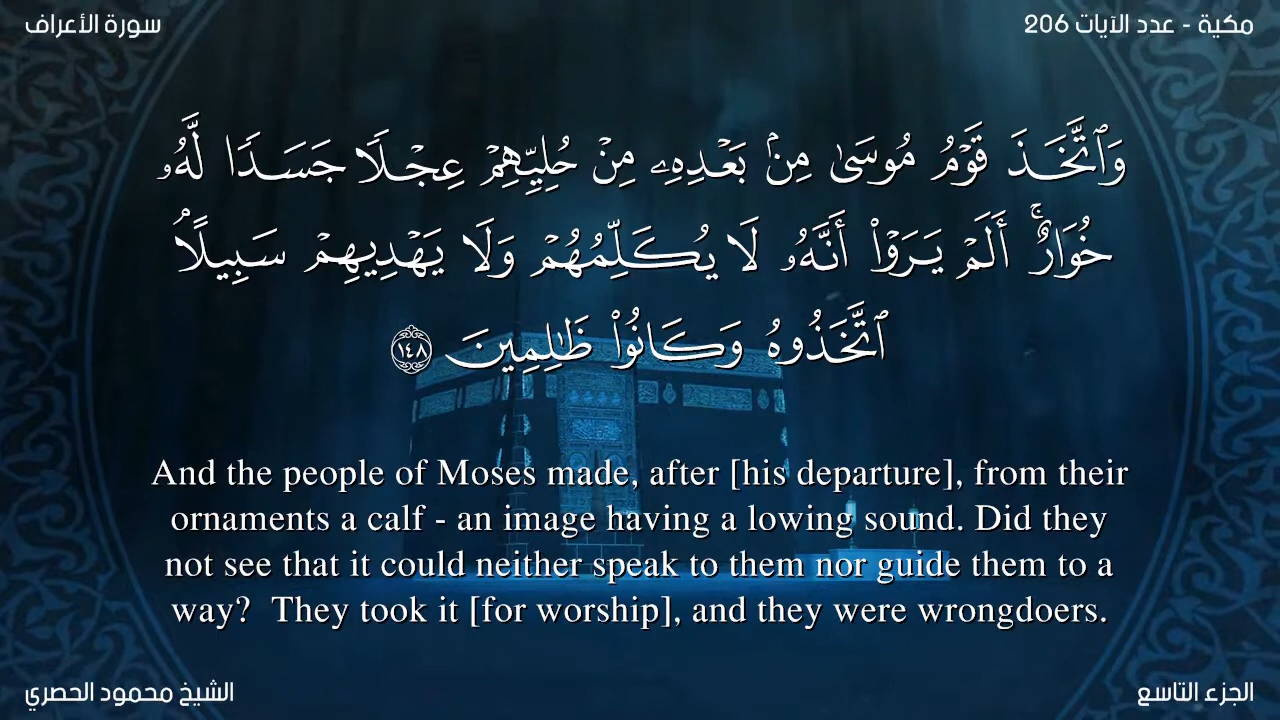 سورة الأعراف
مكية - عدد الآيات 206
وَٱتَّخَذَ قَوْمُ مُوسَىٰ مِنۢ بَعْدِهِۦ مِنْ حُلِيِّهِمْ عِجْلًا جَسَدًا لَّهُۥ
خُوَارٌ ۚ أَلَمْ يَرَوْا۟ أَنَّهُۥ لَا يُكَلِّمُهُمْ وَلَا يَهْدِيهِمْ سَبِيلًا ۘ
ٱتَّخَذُوهُ وَكَانُوا۟ ظَـٰلِمِينَ ١٤٨
And the people of Moses made, after [his departure], from their
ornaments a calf - an image having a lowing sound. Did they
not see that it could neither speak to them nor guide them to a
way?  They took it [for worship], and they were wrongdoers.
الشيخ محمود الحصري
الجزء التاسع